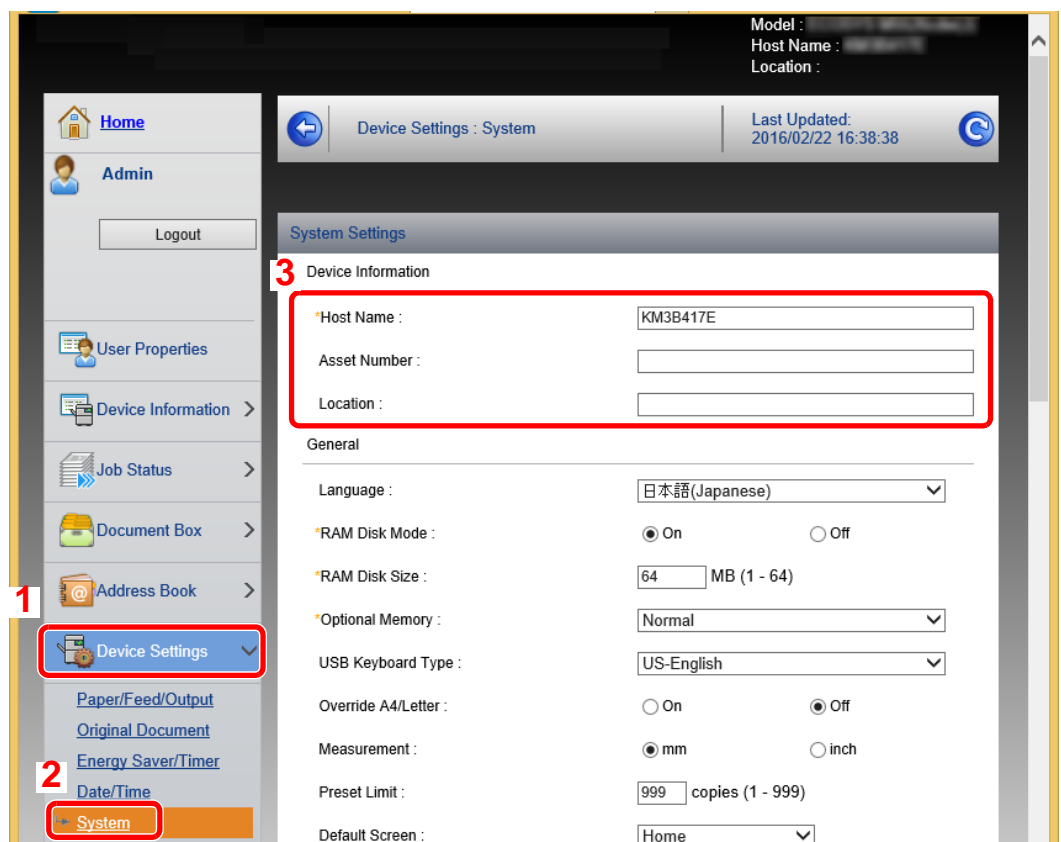 Model :
Host Name :
Location :
Home
Admin
Logout
User Properties
Device Information
Job Status
Document Box
Address Book
1
Device Settings
Paper/Feed/Output
Original Document
Energy Saver/Timer
2
Date/Time
System
Device Settings : System
Last Updated:
2016/02/22 16:38:38
System Settings
3
Device Information
*Host Name : KM3B417E
Asset Number :
Location :
General
Language : 日本語(Japanese)
*RAM Disk Mode : On Off
*RAM Disk Size : 64 MB (1 - 64)
*Optional Memory : Normal
USB Keyboard Type : US-English
Override A4/Letter : On Off
Measurement : mm inch
Preset Limit : 999 copies (1 - 999)
Default Screen : Home